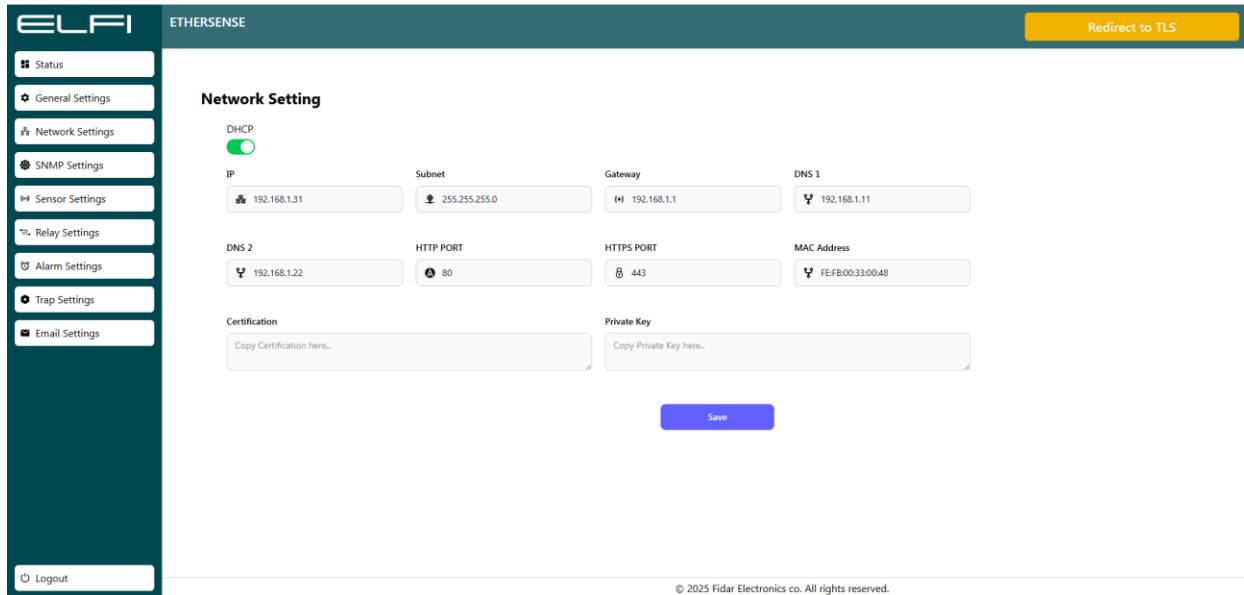 ELFI
ETHERSENSE
Redirect to TLS
Status
General Settings
Network Settings
SNMP Settings
Sensor Settings
Relay Settings
Alarm Settings
Trap Settings
Email Settings
Logout
Network Setting
DHCP
IP Subnet Gateway DNS 1
192.168.1.31 255.255.255.0 192.168.1.1 192.168.1.11
DNS 2 HTTP PORT HTTPS PORT MAC Address
192.168.1.22 80 443 FE:FB:00:33:00:48
Certification Private Key
Copy Certification here.. Copy Private Key here..
Save
© 2025 Fidar Electronics co. All rights reserved.